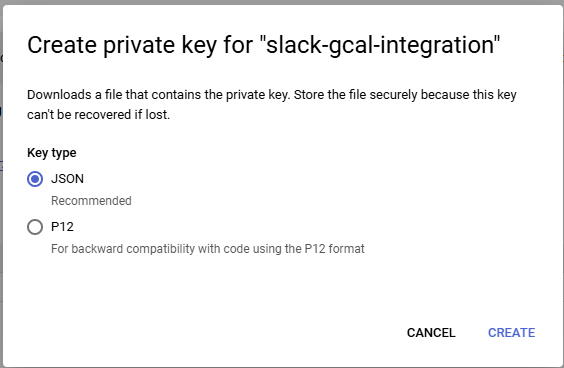 Create private key for "slack-gcal-integration"
Downloads a file that contains the private key. Store the file securely because this key
can't be recovered if lost.
Key type
JSON
Recommended
P12
For backward compatibility with code using the P12 format
CANCEL CREATE